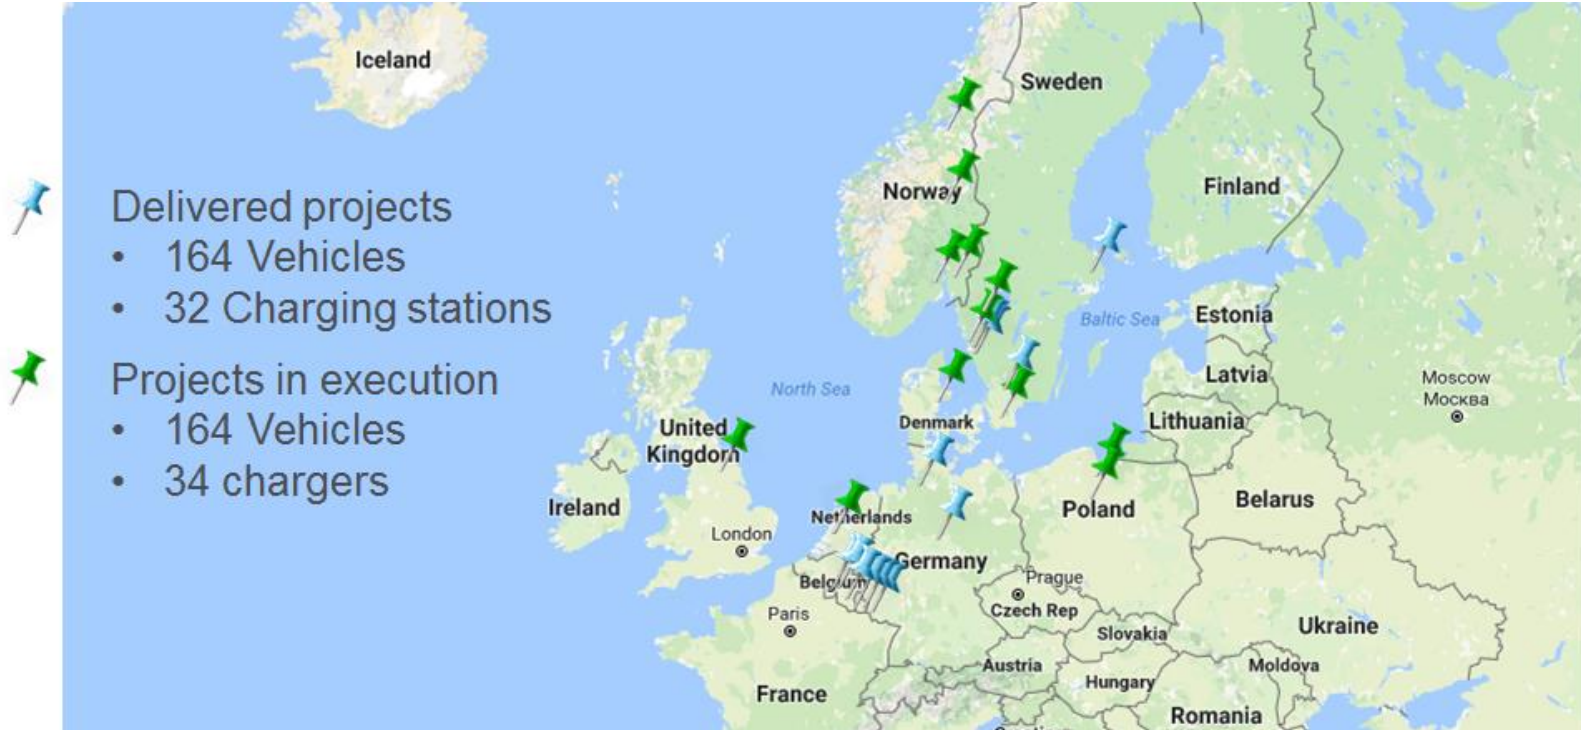 Iceland
Sweden
Norway
Finland
Delivered projects
• 164 Vehicles
• 32 Charging stations
Projects in execution
• 164 Vehicles
• 34 chargers
Baltic Sea
Estonia
North Sea
Latvia
Moscow
Москва
Denmark
Lithuania
United
Kingdom
Ireland
Netherlands
Poland
Belarus
London
Germany
Belgium
Prague
Czech Rep
Paris
Slovakia
Ukraine
Austria
Moldova
Hungary
France
Romania